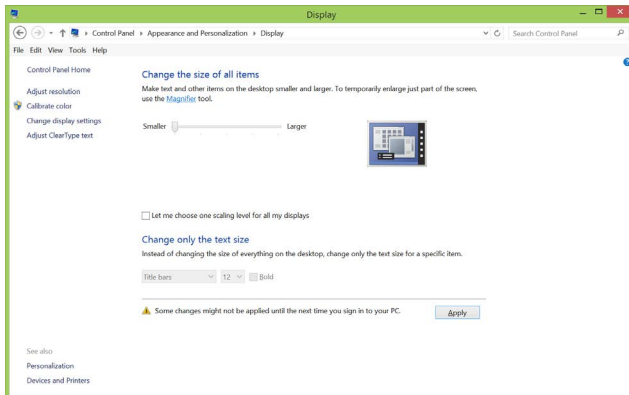 Display
Control Panel Appearance and Personalization Display
Search Control Panel
File Edit View Tools Help
Control Panel Home
Adjust resolution
Calibrate color
Change display settings
Adjust ClearType text
Change the size of all items
Make text and other items on the desktop smaller and larger. To temporarily enlarge just part of the screen,
use the Magnifier tool.
Smaller Larger
Let me choose one scaling level for all my displays
Change only the text size
Instead of changing the size of everything on the desktop, change only the text size for a specific item.
Title bars 12 Bold
Some changes might not be applied until the next time you sign in to your PC. Apply
See also
Personalization
Devices and Printers